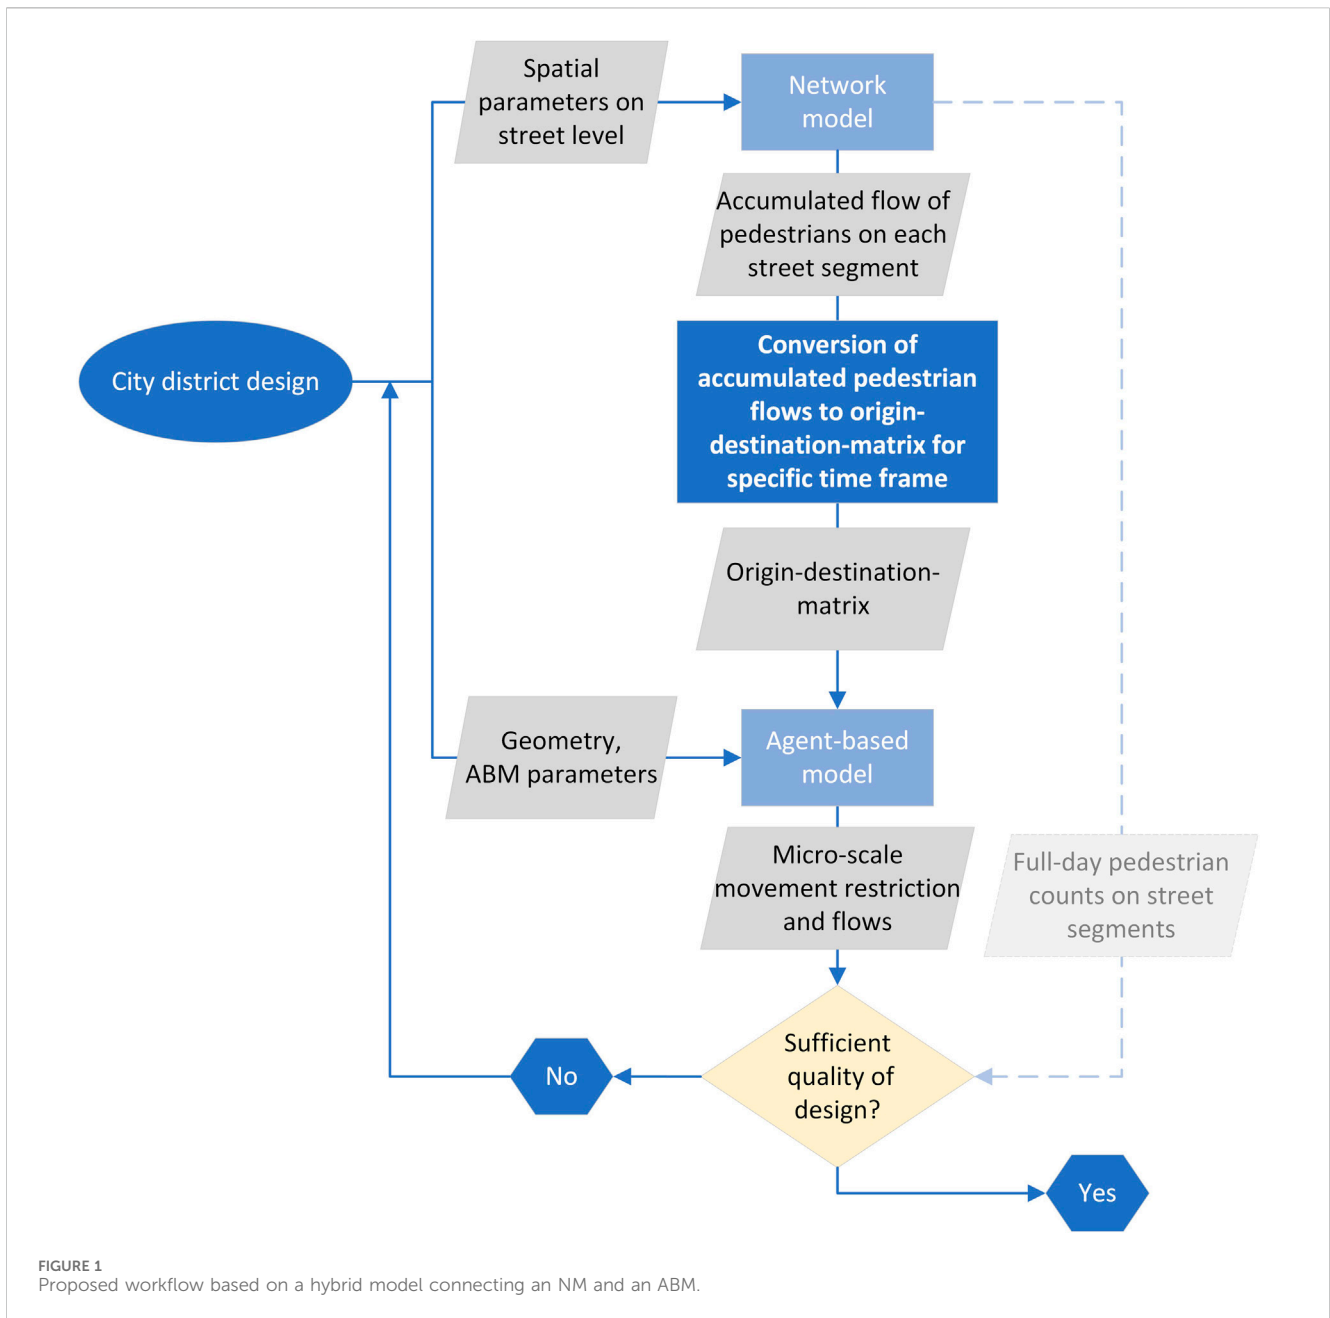 Spatial
parameters on
street level
Network
model
Accumulated flow of
pedestrians on each
street segment
City district design
Conversion of
accumulated pedestrian
flows to origin-
destination-matrix for
specific time frame
Origin-destination-
matrix
Geometry,
ABM parameters
Agent-based
model
Micro-scale
movement restriction
and flows
Full-day pedestrian
counts on street
segments
Sufficient
quality of
design?
No
Yes
FIGURE 1
Proposed workflow based on a hybrid model connecting an NM and an ABM.